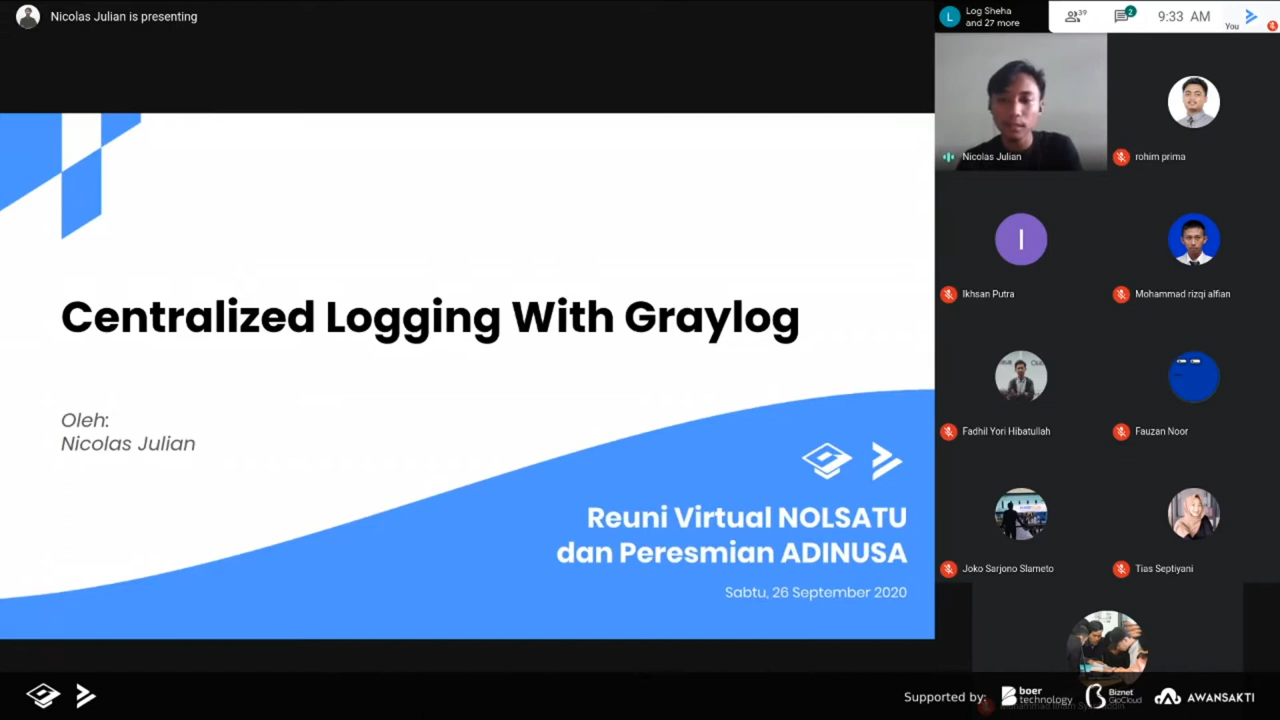 Nicolas Julian is presenting
L
Log Sheha
and 27 more
39
2
9:33 AM
You
Centralized Logging With Graylog
Oleh:
Nicolas Julian
Reuni Virtual NOLSATU
dan Peresmian ADINUSA
Sabtu, 26 September 2020
Nicolas Julian
rohim prima
I
Ikhsan Putra
Mohammad rizqi alfian
Fadhil Yori Hibatullah
Fauzan Noor
Joko Sarjono Slameto
Tias Septiyani
Supported by:
boer
technology
Biznet
GioCloud
AWANSAKTI